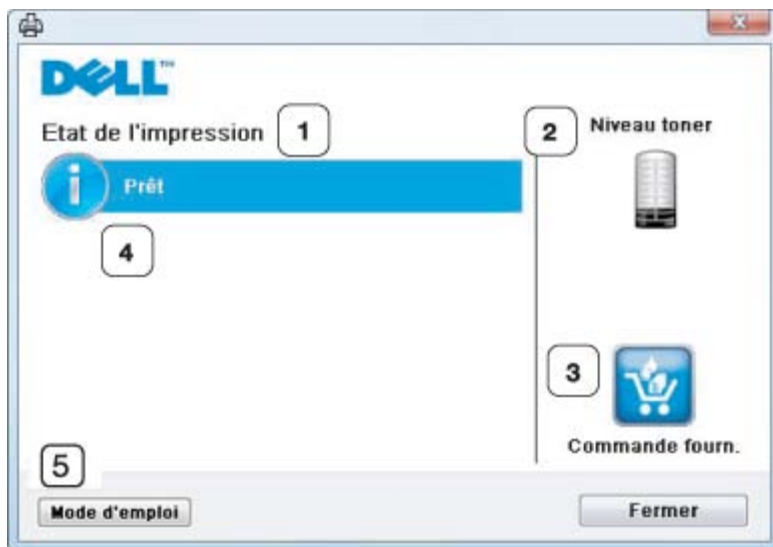 DELL™
Etat de l'impression 1
Prêt
4
2 Niveau toner
3
Commande fourn.
5
Mode d'emploi
Fermer